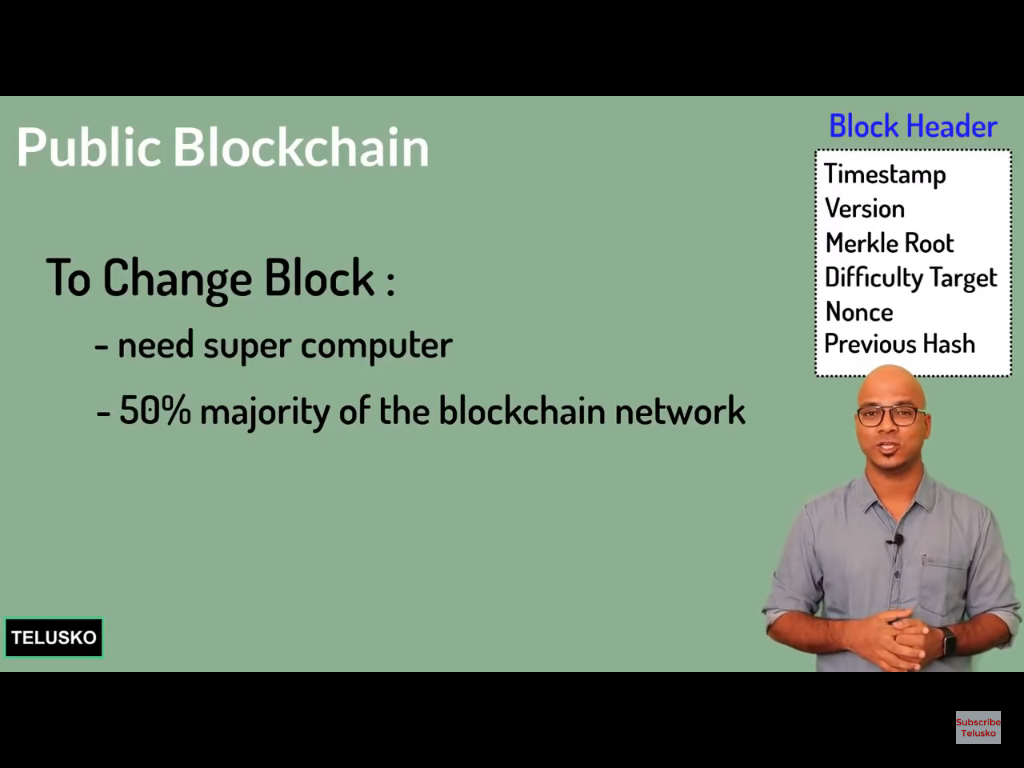 Public Blockchain
To Change Block :
- need super computer
- 50% majority of the blockchain network
Block Header
Timestamp
Version
Merkle Root
Difficulty Target
Nonce
Previous Hash
TELUSKO
Subscribe
Telusko